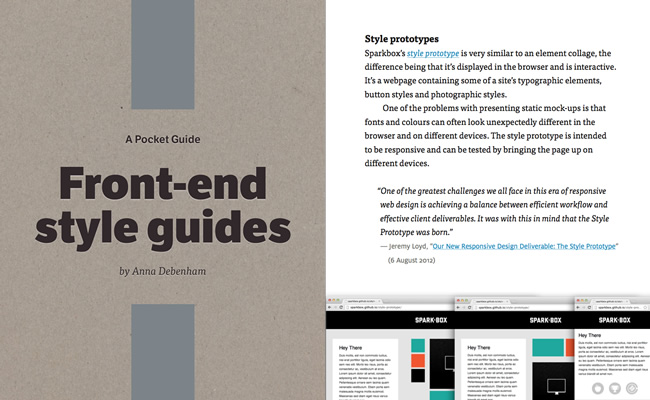 A Pocket Guide
Front-end
style guides
by Anna Debenham
Style prototypes
Sparkbox’s style prototype is very similar to an element collage, the
difference being that it’s displayed in the browser and is interactive.
It’s a webpage containing some of a site’s typographic elements,
button styles and photographic styles.
One of the problems with presenting static mock-ups is that
fonts and colours can often look unexpectedly different in the
browser and on different devices. The style prototype is intended
to be responsive and can be tested by bringing the page up on
different devices.
“One of the greatest challenges we all face in this era of responsive
web design is achieving a balance between efficient workflow and
effective client deliverables. It was with this in mind that the Style
Prototype was born.”
— Jeremy Loyd, “Our New Responsive Design Deliverable: The Style Prototype”
(6 August 2012)
SPARK·BOX
SPARK·BOX
SPARK·BOX
Hey There
Hey There
Hey There